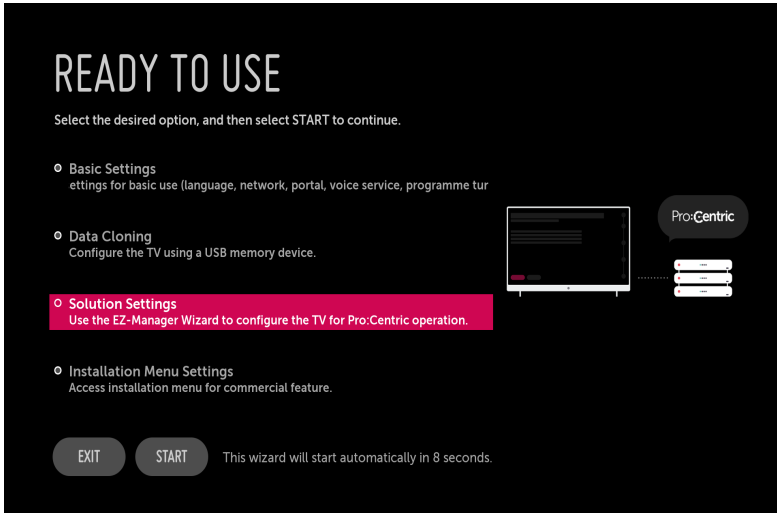 READY TO USE
Select the desired option, and then select START to continue.
Basic Settings
ettings for basic use (language, network, portal, voice service, programme tur
Data Cloning
Configure the TV using a USB memory device.
Solution Settings
Use the EZ-Manager Wizard to configure the TV for Pro:Centric operation.
Pro:Centric
Installation Menu Settings
Access installation menu for commercial feature.
EXIT
START
This wizard will start automatically in 8 seconds.